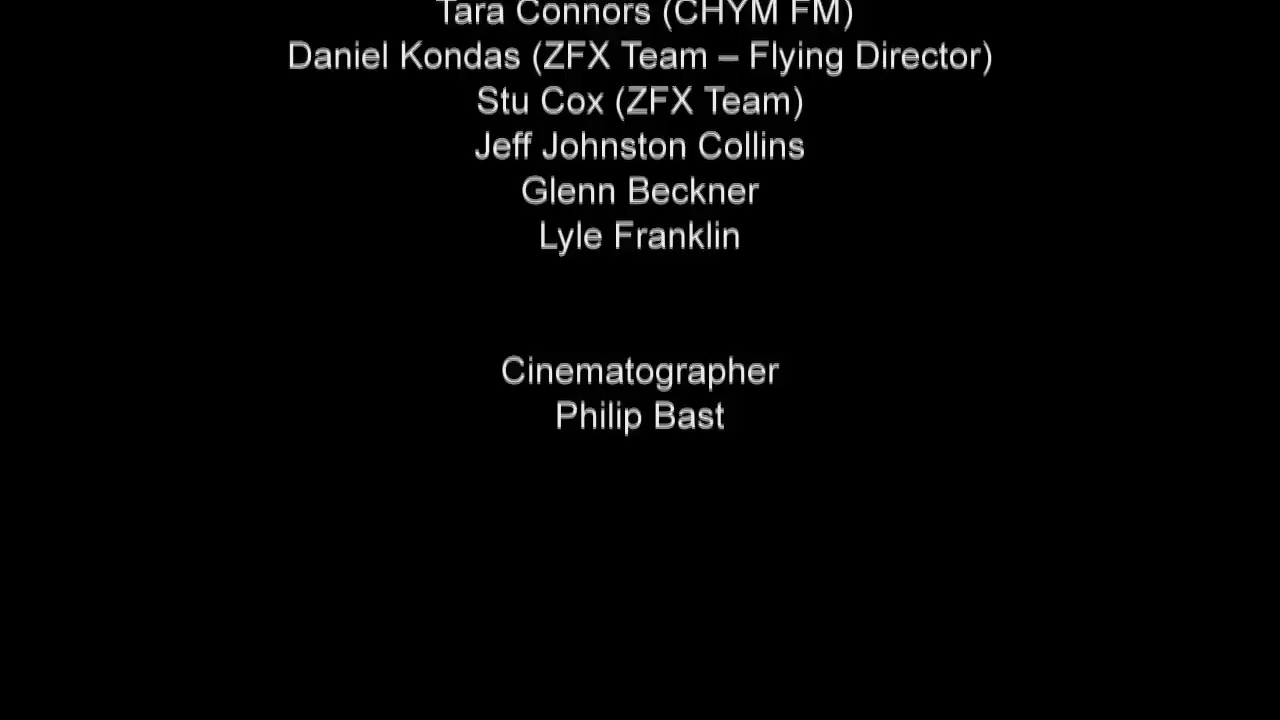 Tara Connors (CHYM FM)
Daniel Kondas (ZFX Team – Flying Director)
Stu Cox (ZFX Team)
Jeff Johnston Collins
Glenn Beckner
Lyle Franklin
Cinematographer
Philip Bast